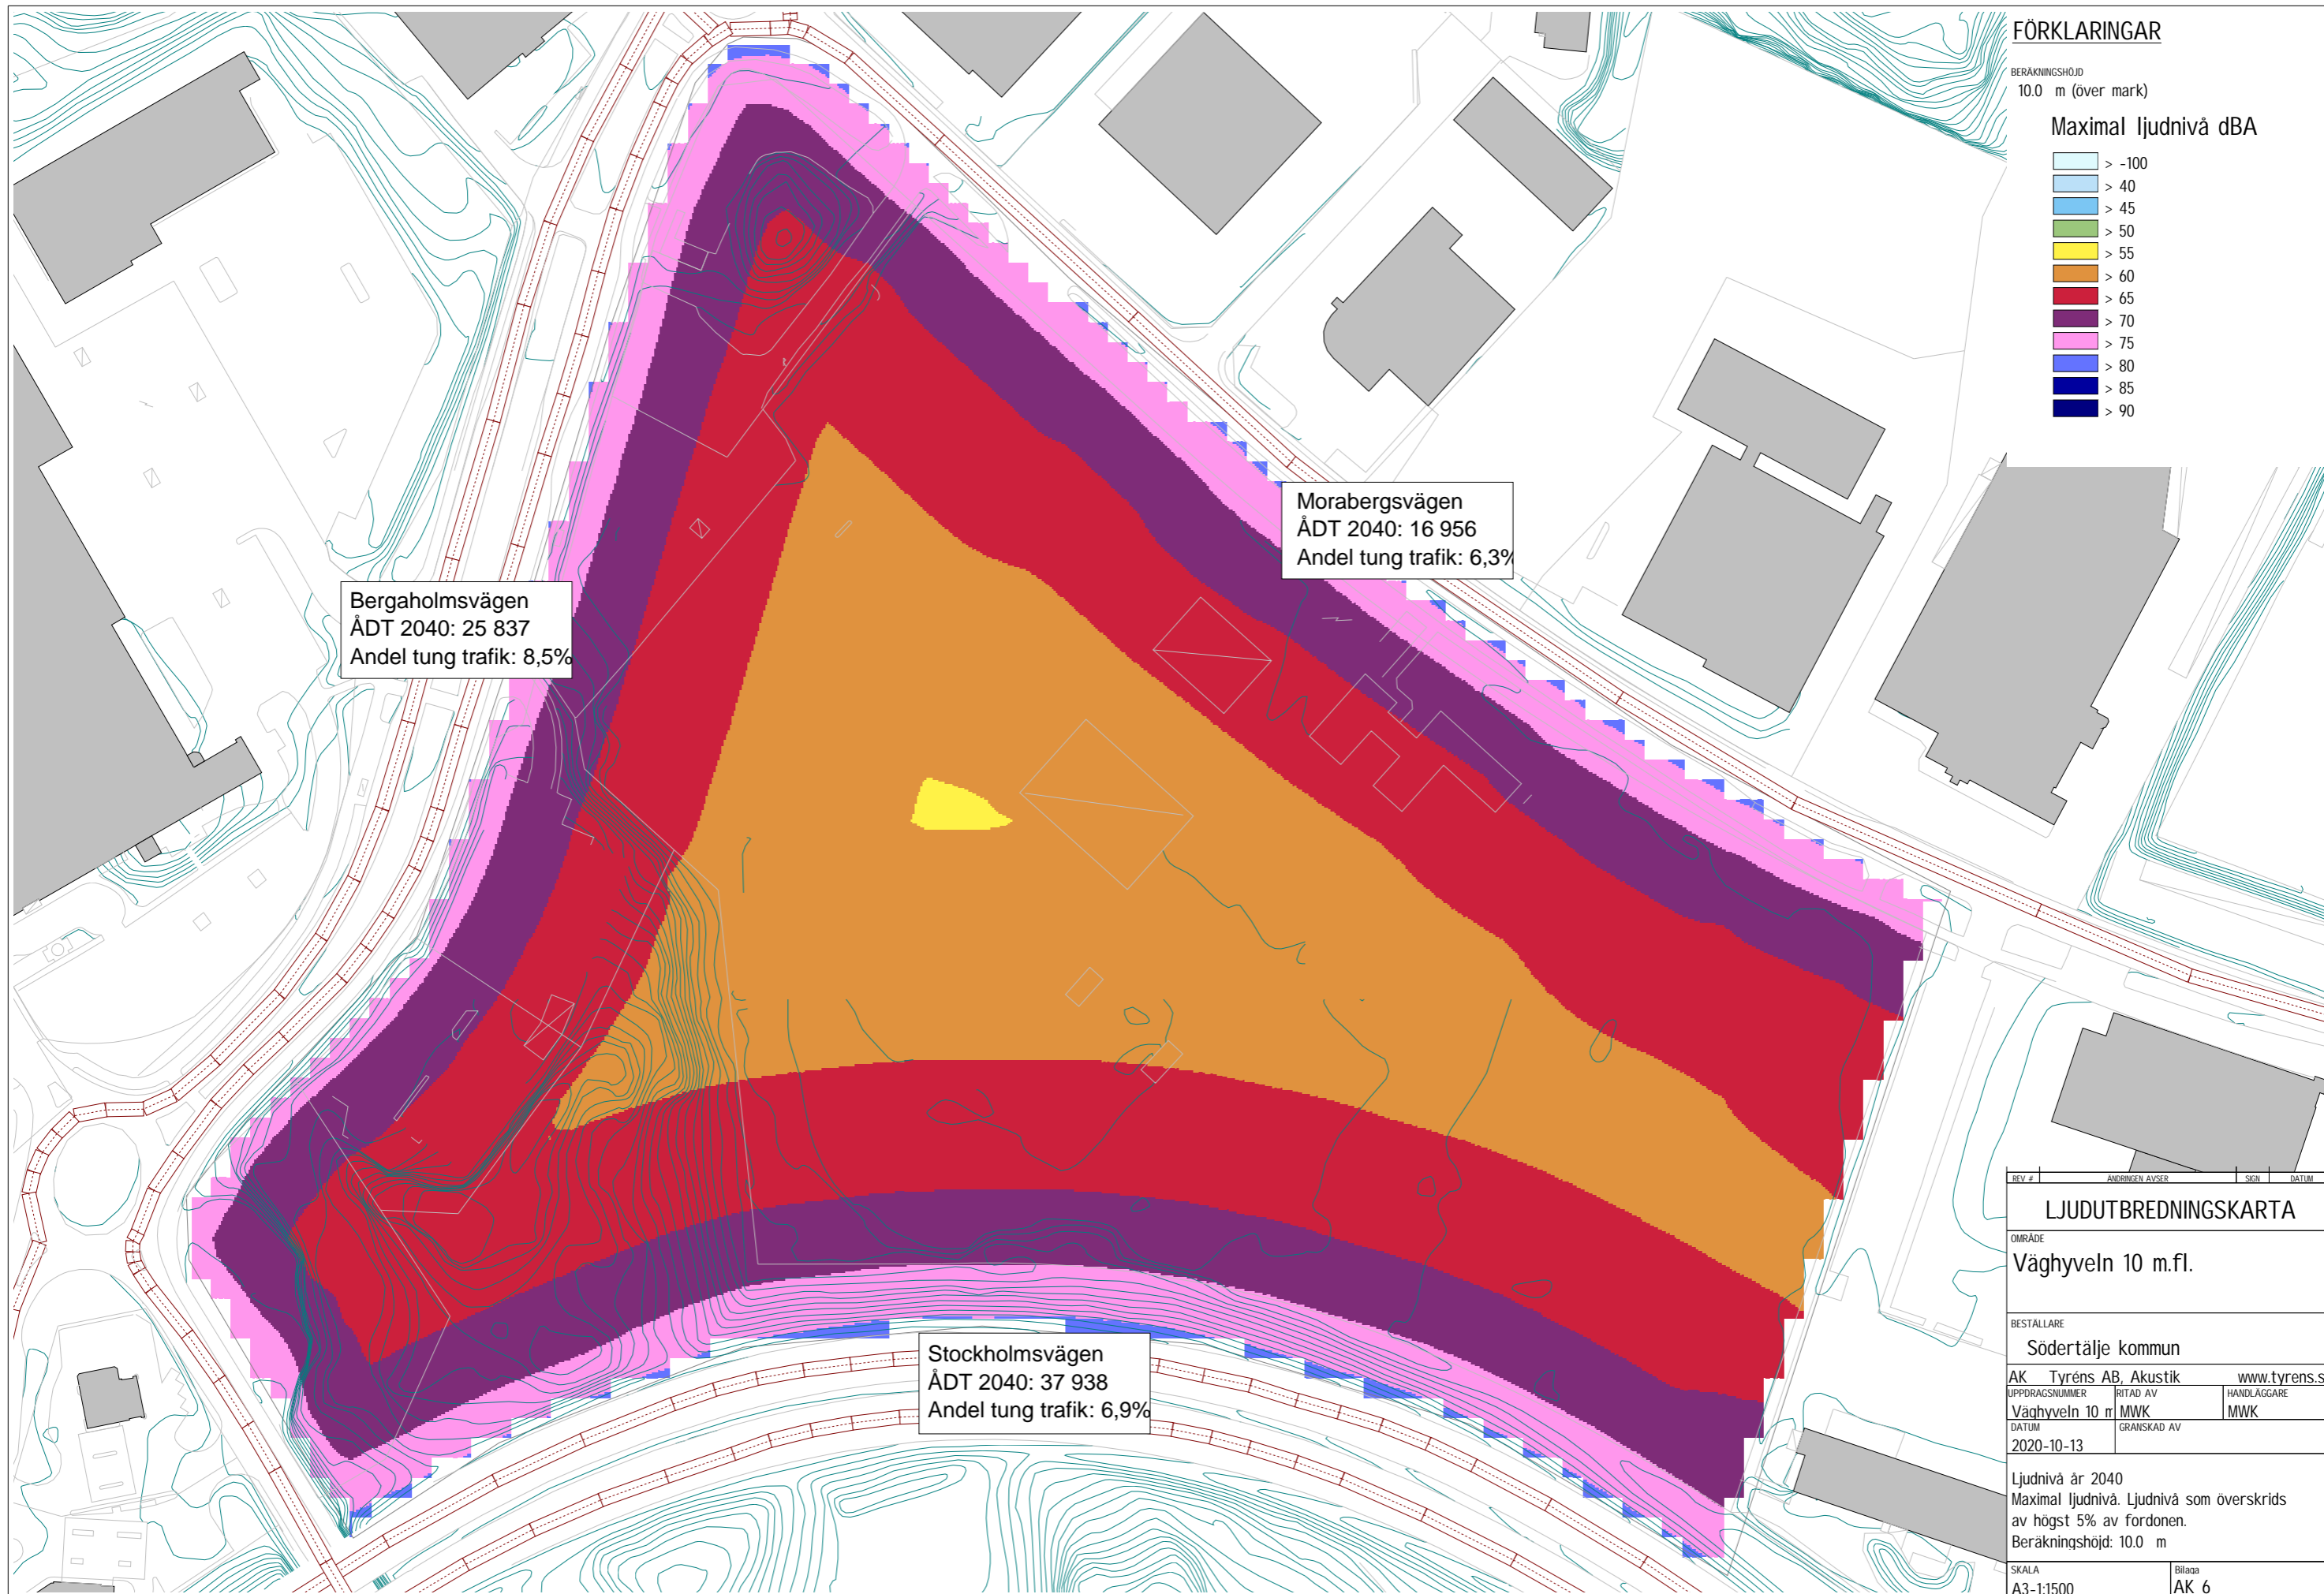 FÖRKLARINGAR
BERÄKNINGSHÖJD
10.0 m (över mark)
Maximal ljudnivå dBA
> -100
> 40
> 45
> 50
> 55
> 60
> 65
> 70
> 75
> 80
> 85
> 90
Morabergsvägen
ÅDT 2040: 16 956
Andel tung trafik: 6,3%
Bergaholmsvägen
ÅDT 2040: 25 837
Andel tung trafik: 8,5%
Stockholmsvägen
ÅDT 2040: 37 938
Andel tung trafik: 6,9%
REV # ÄNDRINGEN AVSER SIGN DATUM
LJUDUTBREDNINGSKARTA
OMRÅDE
Väghyveln 10 m.fl.
BESTÄLLARE
Södertälje kommun
AK Tyréns AB, Akustik www.tyrens.s
UPPDRAGSNUMMER RITAD AV HANDLÄGGARE
Väghyveln 10 m MWK MWK
DATUM GRANSKAD AV
2020-10-13
Ljudnivå år 2040
Maximal ljudnivå. Ljudnivå som överskrids
av högst 5% av fordonen.
Beräkningshöjd: 10.0 m
SKALA Bilaga
A3-1:1500 AK 6